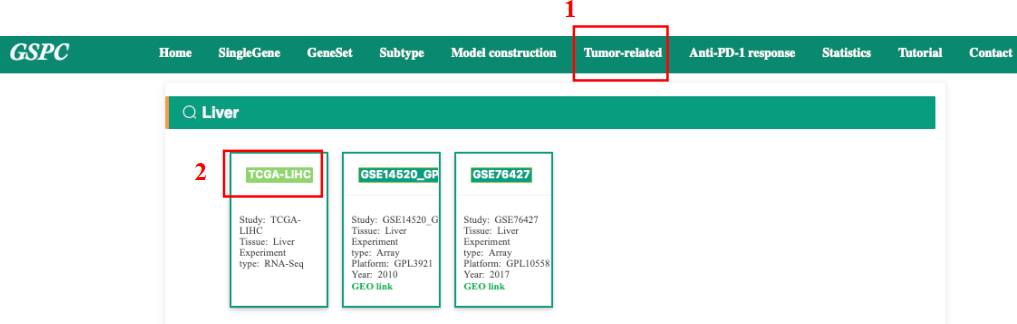 1
GSPC Home SingleGene GeneSet Subtype Model construction Tumor-related Anti-PD-1 response Statistics Tutorial Contact
Liver
2
TCGA-LIHC
Study: TCGA-
LIHC
Tissue: Liver
Experiment
type: RNA-Seq
GSE14520_GP
Study: GSE14520_G
Tissue: Liver
Experiment
type: Array
Platform: GPL3921
Year: 2010
GEO link
GSE76427
Study: GSE76427
Tissue: Liver
Experiment
type: Array
Platform: GPL10558
Year: 2017
GEO link